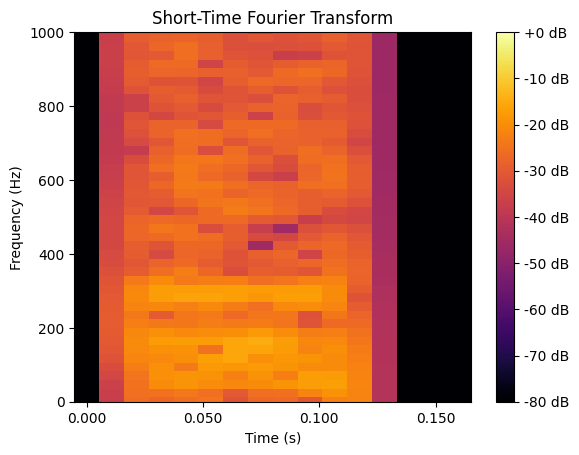 Short-Time Fourier Transform
1000
800
600
400
200
0
Frequency (Hz)
0.000
0.050
0.100
0.150
Time (s)
+0 dB
-10 dB
-20 dB
-30 dB
-40 dB
-50 dB
-60 dB
-70 dB
-80 dB